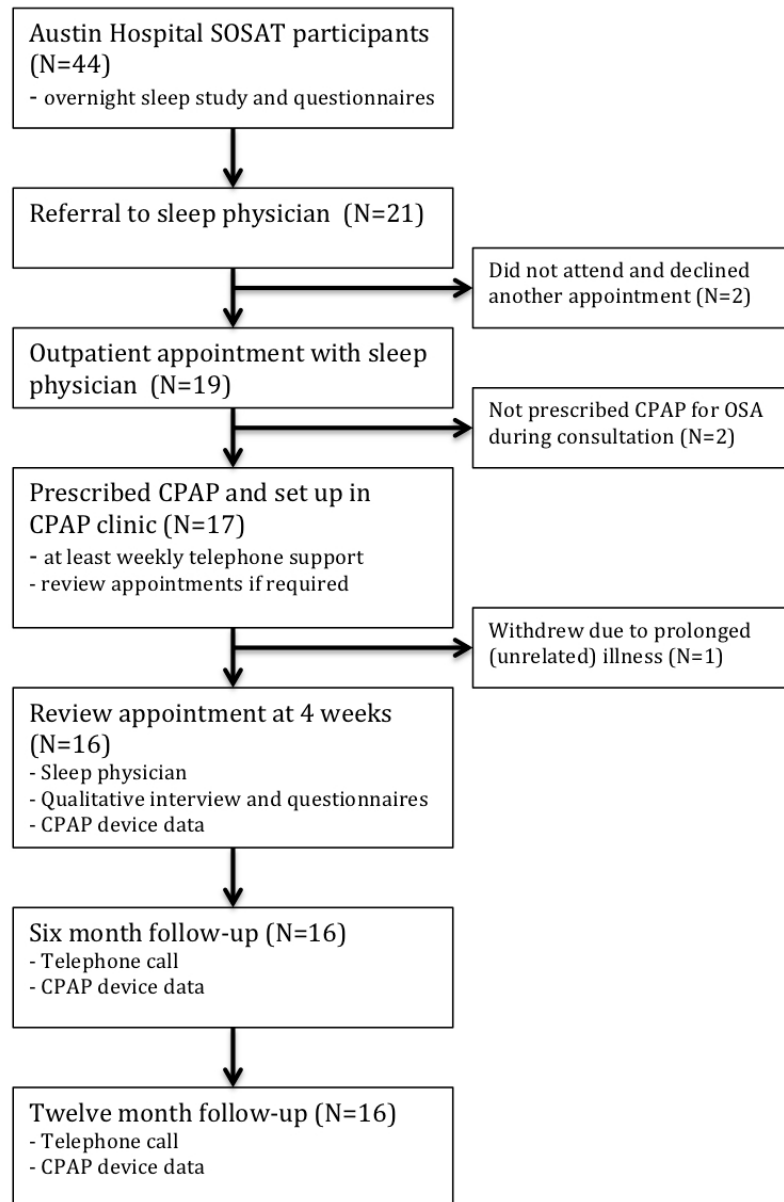 Austin Hospital SOSAT participants
(N=44)
- overnight sleep study and questionnaires
Referral to sleep physician (N=21)
Did not attend and declined
another appointment (N=2)
Outpatient appointment with sleep
physician (N=19)
Not prescribed CPAP for OSA
during consultation (N=2)
Prescribed CPAP and set up in
CPAP clinic (N=17)
- at least weekly telephone support
- review appointments if required
Withdrew due to prolonged
(unrelated) illness (N=1)
Review appointment at 4 weeks
(N=16)
- Sleep physician
- Qualitative interview and questionnaires
- CPAP device data
Six month follow-up (N=16)
- Telephone call
- CPAP device data
Twelve month follow-up (N=16)
- Telephone call
- CPAP device data